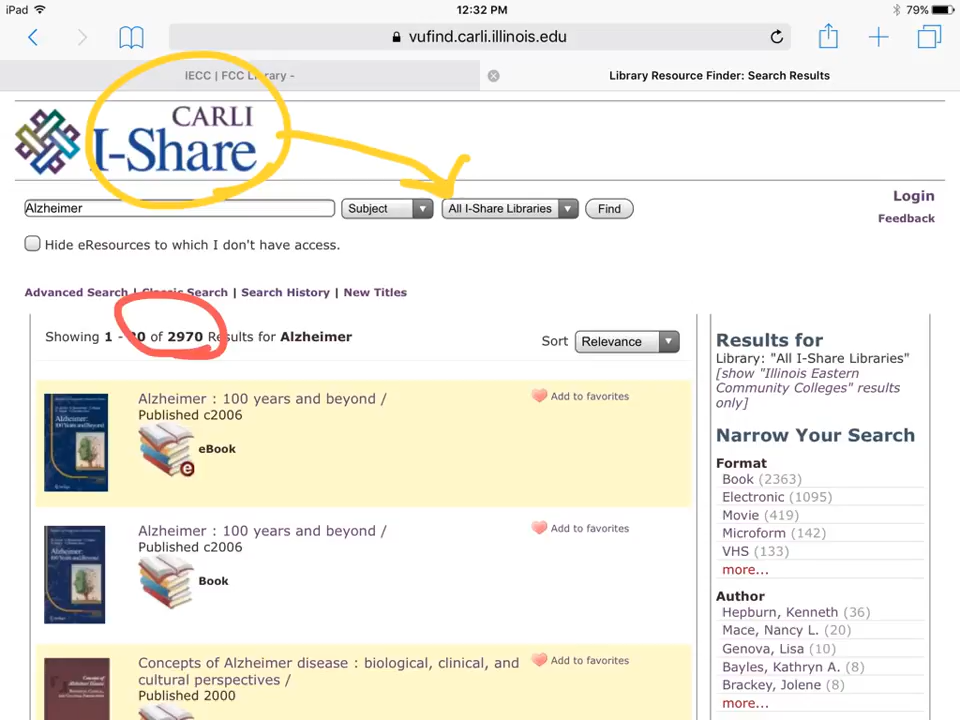 iPad 12:32 PM 79%
vufind.carli.illinois.edu
IECC | FCC Library - Library Resource Finder: Search Results
CARLI
I-Share
Login
Alzheimer Subject All I-Share Libraries Find
Feedback
Hide eResources to which I don't have access.
Advanced Search | Classic Search | Search History | New Titles
Showing 1 - 20 of 2970 Results for Alzheimer
Sort Relevance
Alzheimer : 100 years and beyond /
Add to favorites
Published c2006
eBook
Alzheimer : 100 years and beyond /
Add to favorites
Published c2006
Book
Concepts of Alzheimer disease : biological, clinical, and
cultural perspectives /
Add to favorites
Published 2000
Results for
Library: "All I-Share Libraries"
[show "Illinois Eastern
Community Colleges" results
only]
Narrow Your Search
Format
Book (2363)
Electronic (1095)
Movie (419)
Microform (142)
VHS (133)
more...
Author
Hepburn, Kenneth (36)
Mace, Nancy L. (20)
Genova, Lisa (10)
Bayles, Kathryn A. (8)
Brackey, Jolene (8)
more...